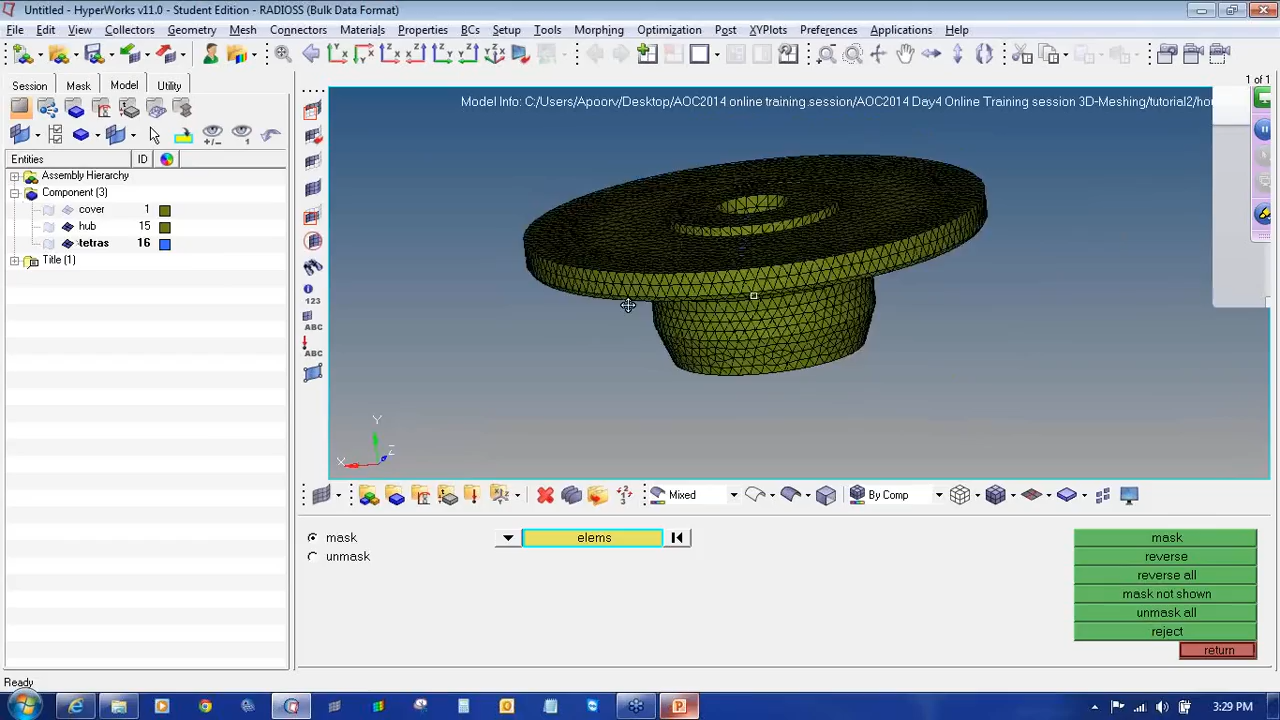 Untitled - HyperWorks v11.0 - Student Edition - RADIOSS (Bulk Data Format)
File Edit View Collectors Geometry Mesh Connectors Materials Properties BCs Setup Tools Morphing Optimization Post XYPlots Preferences Applications Help
Session Mask Model Utility
1 of 1
Model Info: C:/Users/Apoorv/Desktop/AOC2014 online training session/AOC2014 Day4 Online Training session 3D-Meshing/tutorial2/hou
Entities ID
Assembly Hierarchy
Component (3)
cover 1
hub 15
tetras 16
Title (1)
123
ABC
ABC
Y
Z
X
Mixed
By Comp
mask
elems
unmask
mask
reverse
reverse all
mask not shown
unmask all
reject
return
Ready
3:29 PM